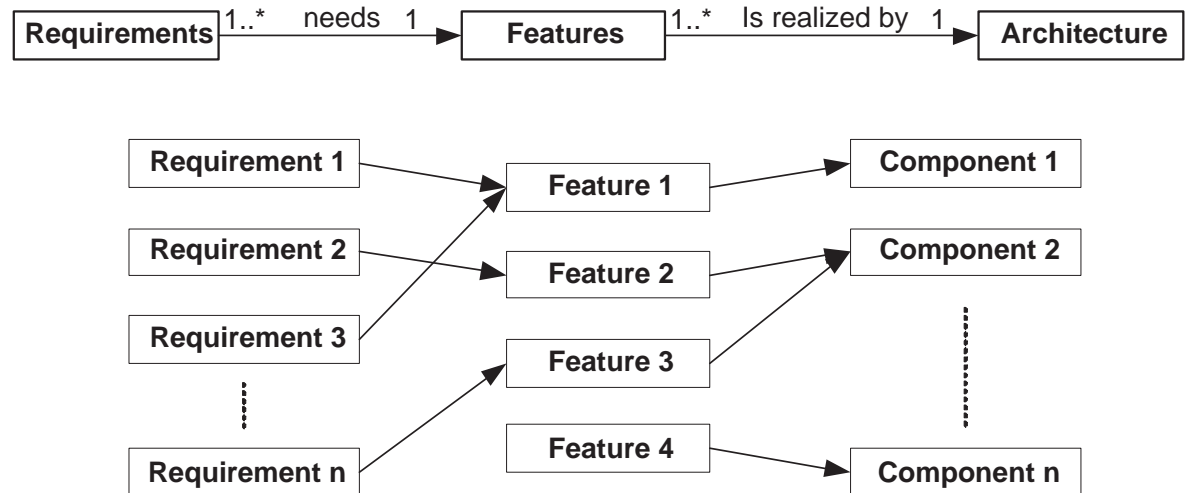 Requirements 1..* needs 1 Features 1..* Is realized by 1 Architecture
Requirement 1
Feature 1
Component 1
Requirement 2
Feature 2
Component 2
Requirement 3
Feature 3
Feature 4
Requirement n
Component n